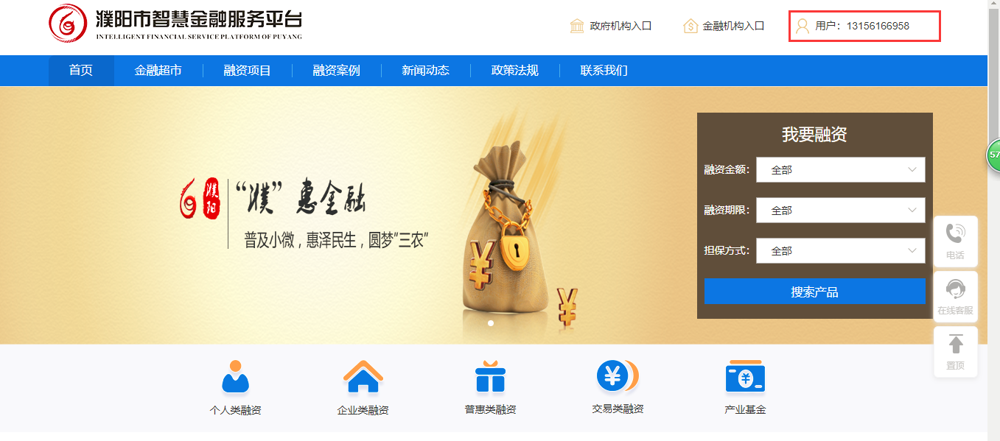 濮阳市智慧金融服务平台
INTELLIGENT FINANCIAL SERVICE PLATFORM OF PUYANG
政府机构入口
金融机构入口
用户：13156166958
首页 金融超市 融资项目 融资案例 新闻动态 政策法规 联系我们
我要融资
融资金额： 全部
融资期限： 全部
担保方式： 全部
搜索产品
濮阳
“濮”惠金融
普及小微，惠泽民生，圆梦“三农”
57
电话
在线客服
置顶
个人类融资 企业类融资 普惠类融资 交易类融资 产业基金